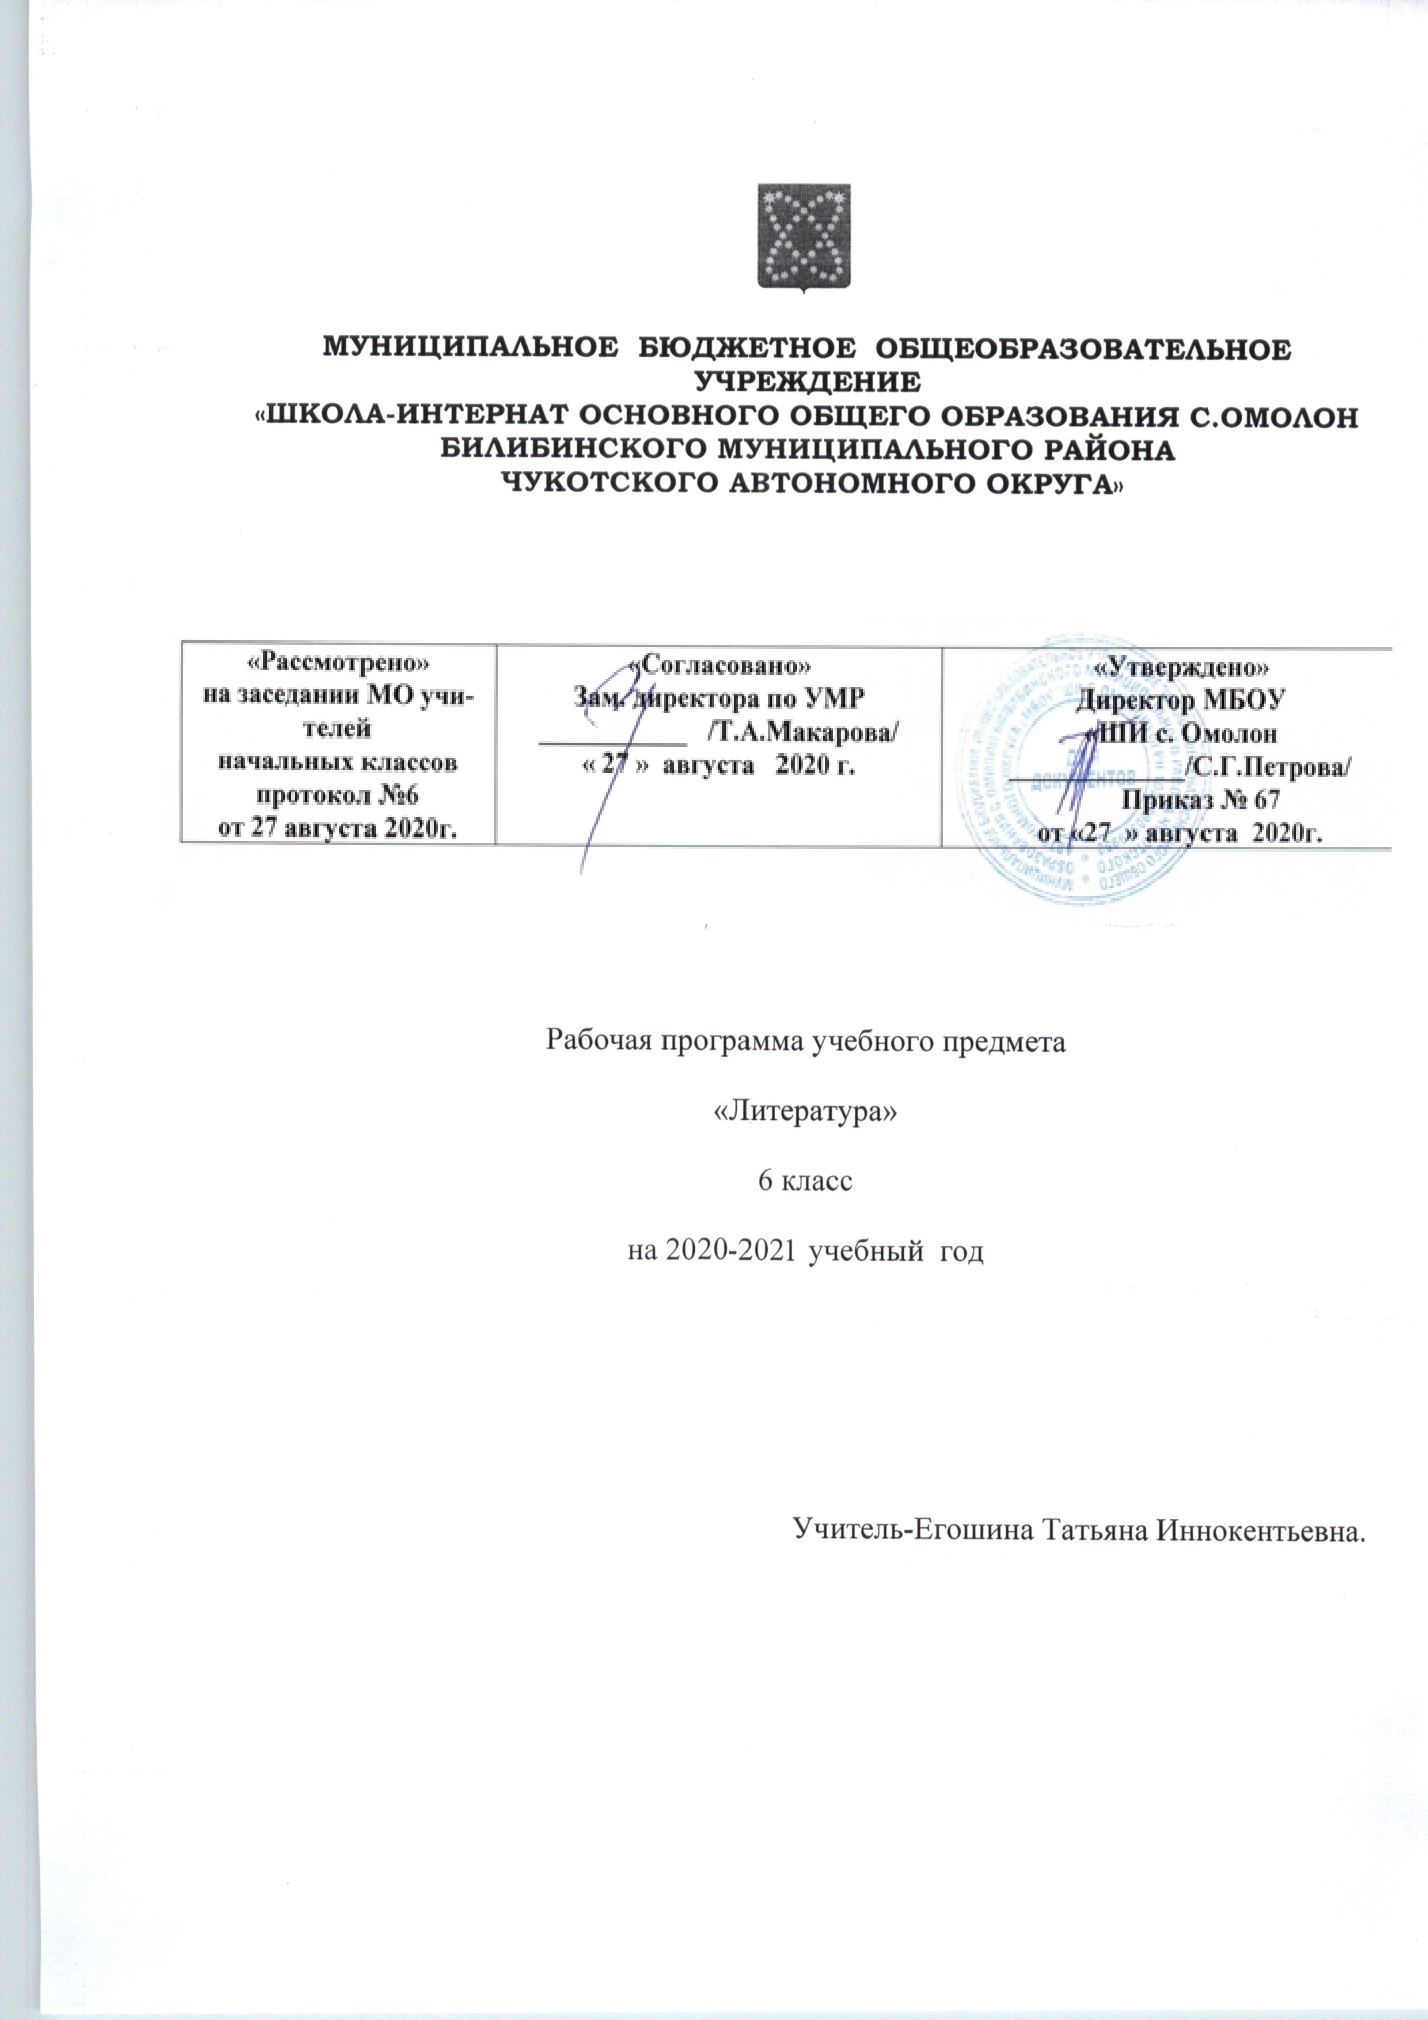 МУНИЦИПАЛЬНОЕ БЮДЖЕТНОЕ ОБЩЕОБРАЗОВАТЕЛЬНОЕ
УЧРЕЖДЕНИЕ
«ШКОЛА-ИНТЕРНАТ ОСНОВНОГО ОБЩЕГО ОБРАЗОВАНИЯ С.ОМОЛОН
БИЛИБИНСКОГО МУНИЦИПАЛЬНОГО РАЙОНА
ЧУКОТСКОГО АВТОНОМНОГО ОКРУГА»
«Рассмотрено»
на заседании МО учи-
телей
начальных классов
протокол №6
от 27 августа 2020г.
«Согласовано»
Зам. директора по УМР
___________ /Т.А.Макарова/
« 27 » августа 2020 г.
«Утверждено»
Директор МБОУ
«ШИ с. Омолон
_____________/С.Г.Петрова/
Приказ № 67
от «27 » августа 2020г.
ДОКУМЕНТОВ
Рабочая программа учебного предмета
«Литература»
6 класс
на 2020-2021 учебный год
Учитель-Егошина Татьяна Иннокентьевна.